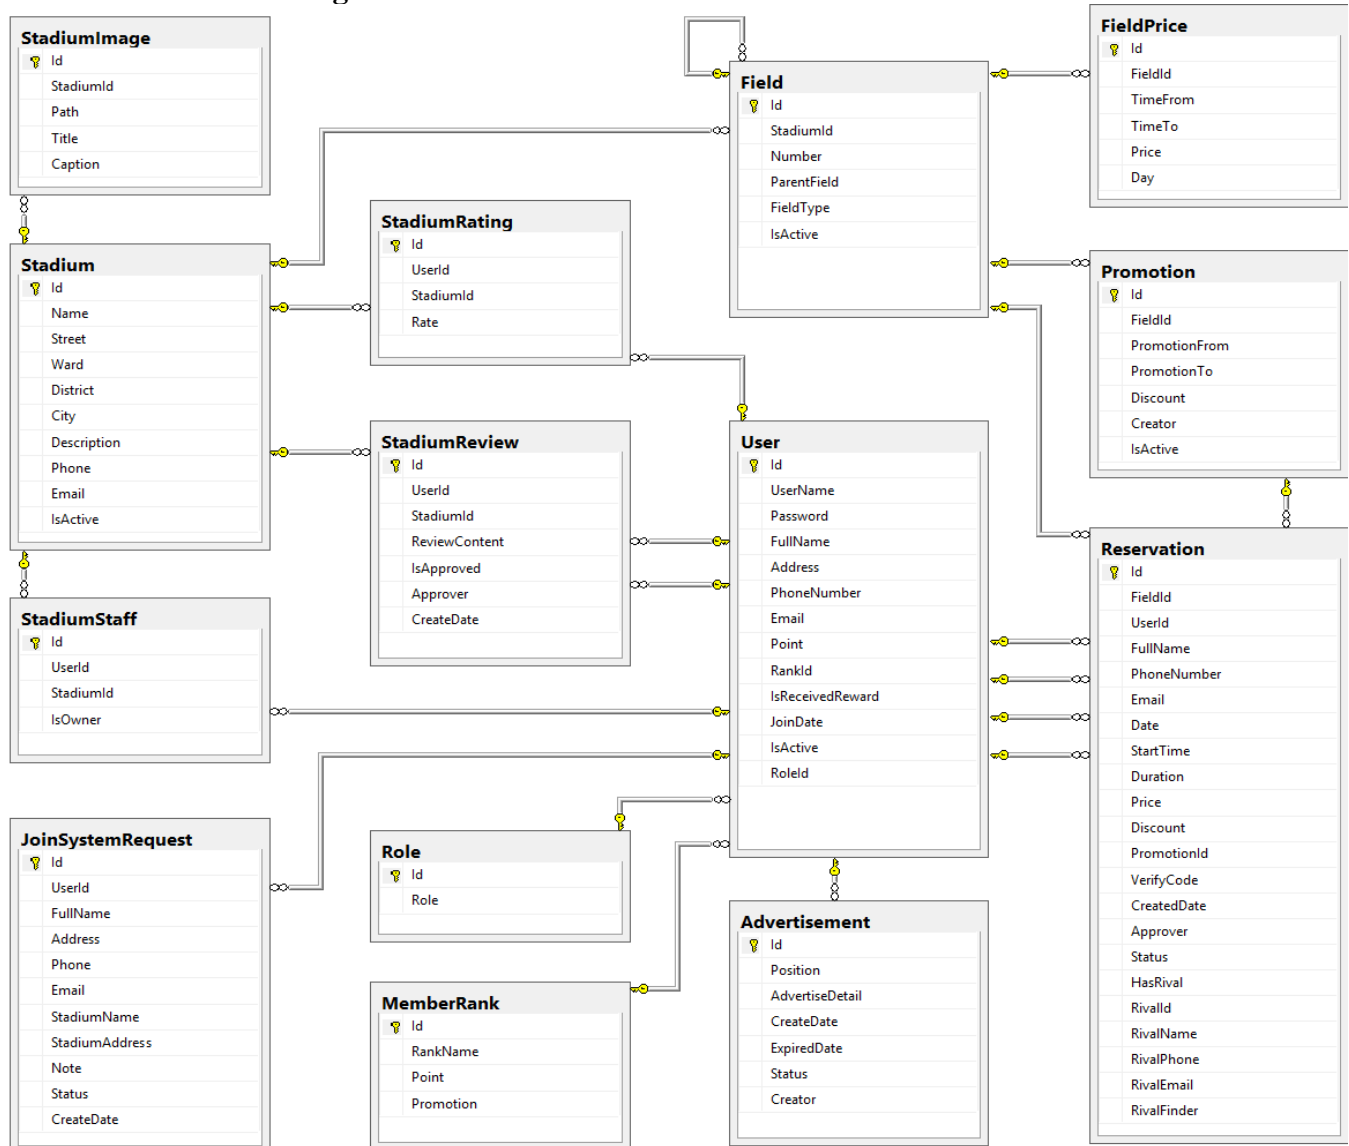 StadiumImage
Id
StadiumId
Path
Title
Caption
Stadium
Id
Name
Street
Ward
District
City
Description
Phone
Email
IsActive
StadiumStaff
Id
UserId
StadiumId
IsOwner
JoinSystemRequest
Id
UserId
FullName
Address
Phone
Email
StadiumName
StadiumAddress
Note
Status
CreateDate
StadiumRating
Id
UserId
StadiumId
Rate
StadiumReview
Id
UserId
StadiumId
ReviewContent
IsApproved
Approver
CreateDate
Role
Id
Role
MemberRank
Id
RankName
Point
Promotion
Field
Id
StadiumId
Number
ParentField
FieldType
IsActive
User
Id
UserName
Password
FullName
Address
PhoneNumber
Email
Point
RankId
IsReceivedReward
JoinDate
IsActive
RoleId
Advertisement
Id
Position
AdvertiseDetail
CreateDate
ExpiredDate
Status
Creator
FieldPrice
Id
FieldId
TimeFrom
TimeTo
Price
Day
Promotion
Id
FieldId
PromotionFrom
PromotionTo
Discount
Creator
IsActive
Reservation
Id
FieldId
UserId
FullName
PhoneNumber
Email
Date
StartTime
Duration
Price
Discount
PromotionId
VerifyCode
CreatedDate
Approver
Status
HasRival
RivalId
RivalName
RivalPhone
RivalEmail
RivalFinder